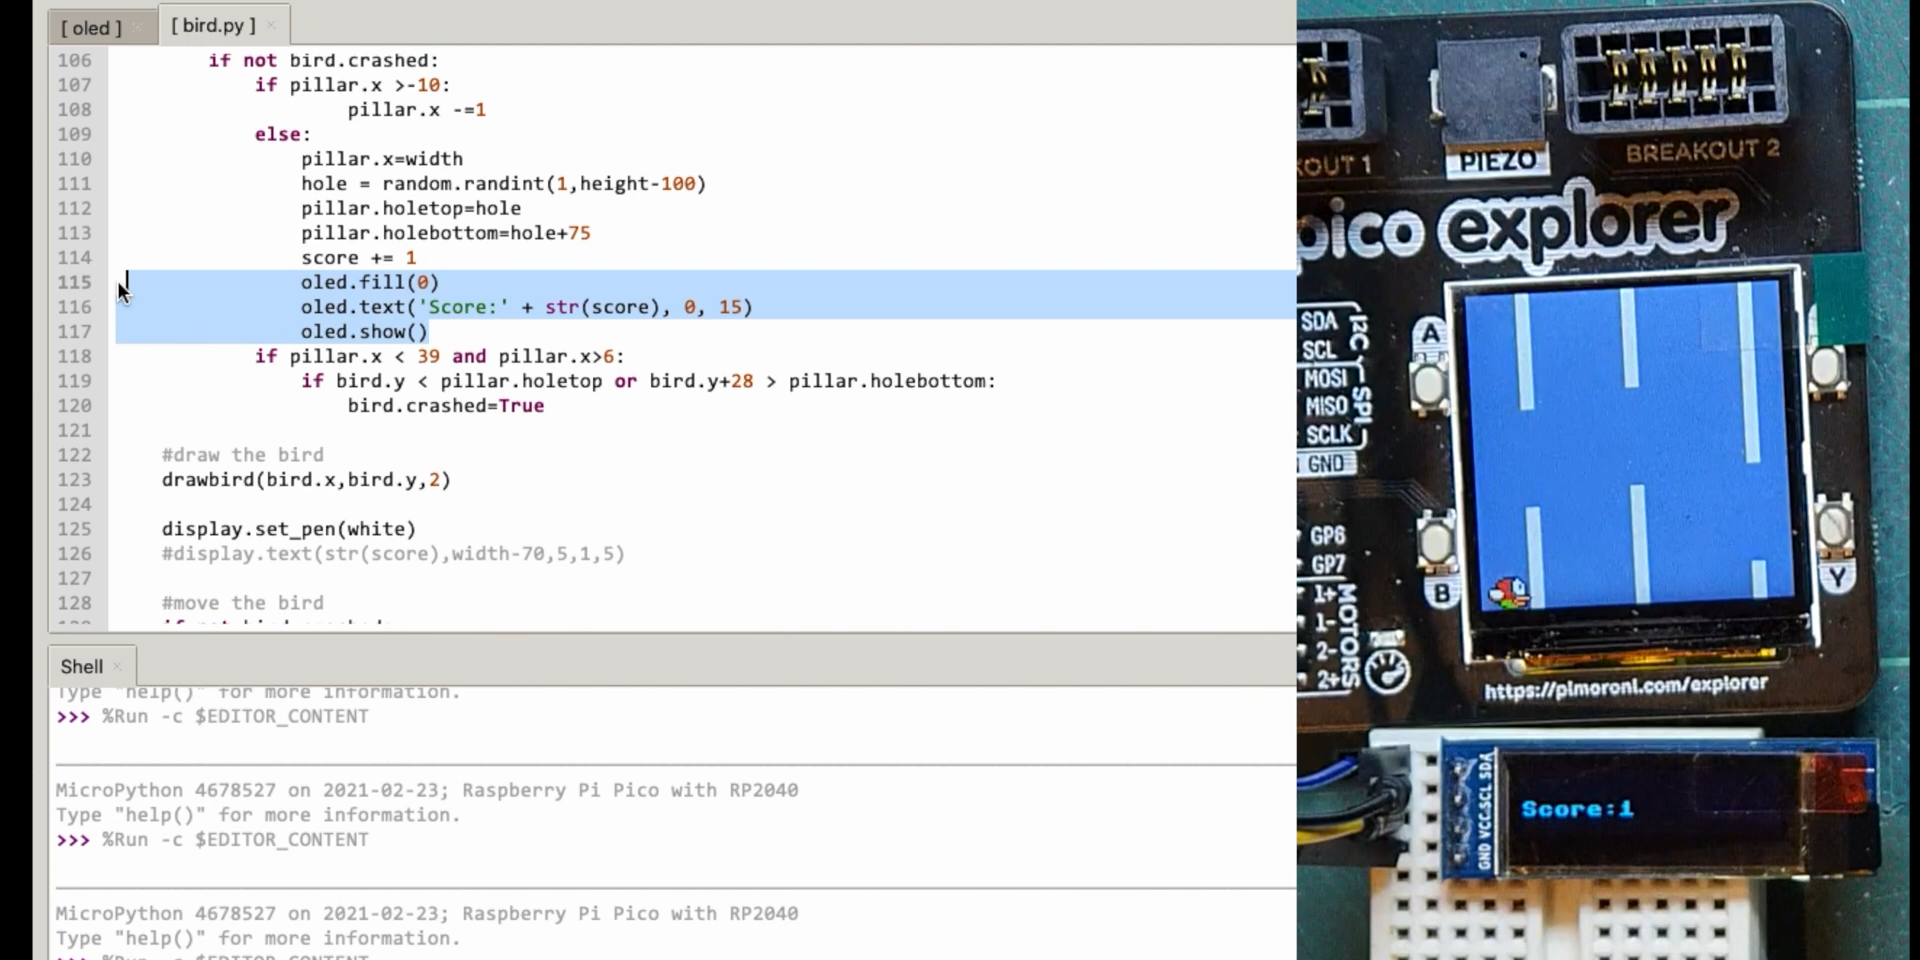 [ oled ]
[ bird.py ]
106 if not bird.crashed:
107 if pillar.x >-10:
108 pillar.x -=1
109 else:
110 pillar.x=width
111 hole = random.randint(1,height-100)
112 pillar.holetop=hole
113 pillar.holebottom=hole+75
114 score += 1
115 oled.fill(0)
116 oled.text('Score:' + str(score), 0, 15)
117 oled.show()
118 if pillar.x < 39 and pillar.x>6:
119 if bird.y < pillar.holetop or bird.y+28 > pillar.holebottom:
120 bird.crashed=True
121
122 #draw the bird
123 drawbird(bird.x,bird.y,2)
124
125 display.set_pen(white)
126 #display.text(str(score),width-70,5,1,5)
127
128 #move the bird
Shell
Type "help()" for more information.
>>> %Run -c $EDITOR_CONTENT
MicroPython 4678527 on 2021-02-23; Raspberry Pi Pico with RP2040
Type "help()" for more information.
>>> %Run -c $EDITOR_CONTENT
MicroPython 4678527 on 2021-02-23; Raspberry Pi Pico with RP2040
Type "help()" for more information.
>>> %Run -c $EDITOR_CONTENT
KOUT 1
PIEZO
BREAKOUT 2
pico explorer
SDA
SCL
I2C
MOSI
MISO
SCLK
SPI
GND
A
B
Y
GP6
GP7
1+
1-
2-
2+
MOTORS
https://pimoroni.com/explorer
GND VCC SCL SDA
Score:1